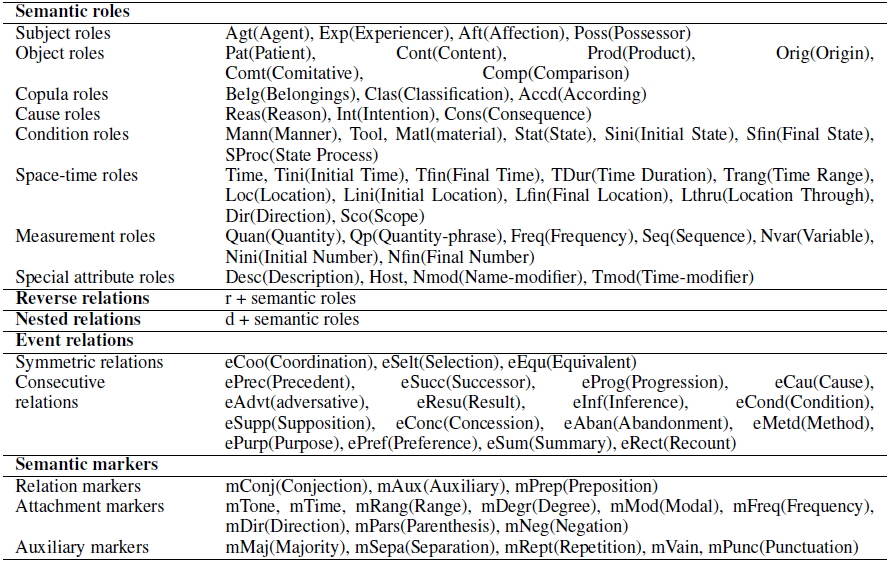 Semantic roles
Subject roles Agt(Agent), Exp(Experiencer), Aft(Affection), Poss(Possessor)
Object roles Pat(Patient), Cont(Content), Prod(Product), Orig(Origin),
Comt(Comitative), Comp(Comparison)
Copula roles Belg(Belongings), Clas(Classification), Accd(According)
Cause roles Reas(Reason), Int(Intention), Cons(Consequence)
Condition roles Mann(Manner), Tool, Matl(material), Stat(State), Sini(Initial State), Sfin(Final State),
SProc(State Process)
Space-time roles Time, Tini(Initial Time), Tfin(Final Time), TDur(Time Duration), Trang(Time Range),
Loc(Location), Lini(Initial Location), Lfin(Final Location), Lthru(Location Through),
Dir(Direction), Sco(Scope)
Measurement roles Quan(Quantity), Qp(Quantity-phrase), Freq(Frequency), Seq(Sequence), Nvar(Variable),
Nini(Initial Number), Nfin(Final Number)
Special attribute roles Desc(Description), Host, Nmod(Name-modifier), Tmod(Time-modifier)
Reverse relations r + semantic roles
Nested relations d + semantic roles
Event relations
Symmetric relations eCoo(Coordination), eSelt(Selection), eEqu(Equivalent)
Consecutive ePrec(Precedent), eSucc(Successor), eProg(Progression), eCau(Cause),
relations eAdvt(adversative), eResu(Result), eInf(Inference), eCond(Condition),
eSupp(Supposition), eConc(Concession), eAban(Abandonment), eMetd(Method),
ePurp(Purpose), ePref(Preference), eSum(Summary), eRect(Recount)
Semantic markers
Relation markers mConj(Conjection), mAux(Auxiliary), mPrep(Preposition)
Attachment markers mTone, mTime, mRang(Range), mDegr(Degree), mMod(Modal), mFreq(Frequency),
mDir(Direction), mPars(Parenthesis), mNeg(Negation)
Auxiliary markers mMaj(Majority), mSepa(Separation), mRept(Repetition), mVain, mPunc(Punctuation)